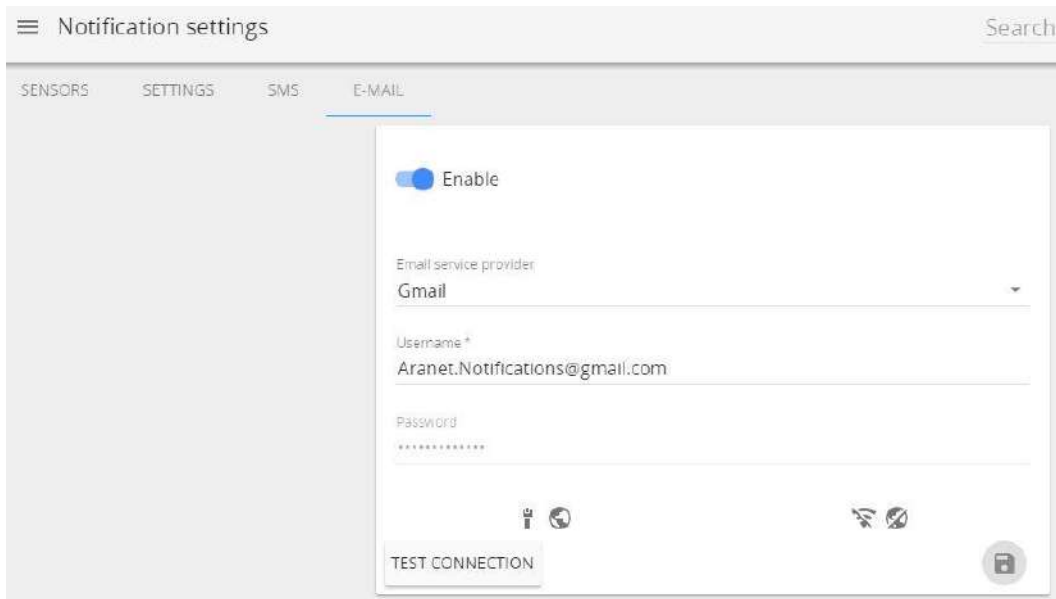 Notification settings
Search
SENSORS SETTINGS SMS E-MAIL
Enable
Email service provider
Gmail
Username *
Aranet.Notifications@gmail.com
Password
•••••••••••••
TEST CONNECTION